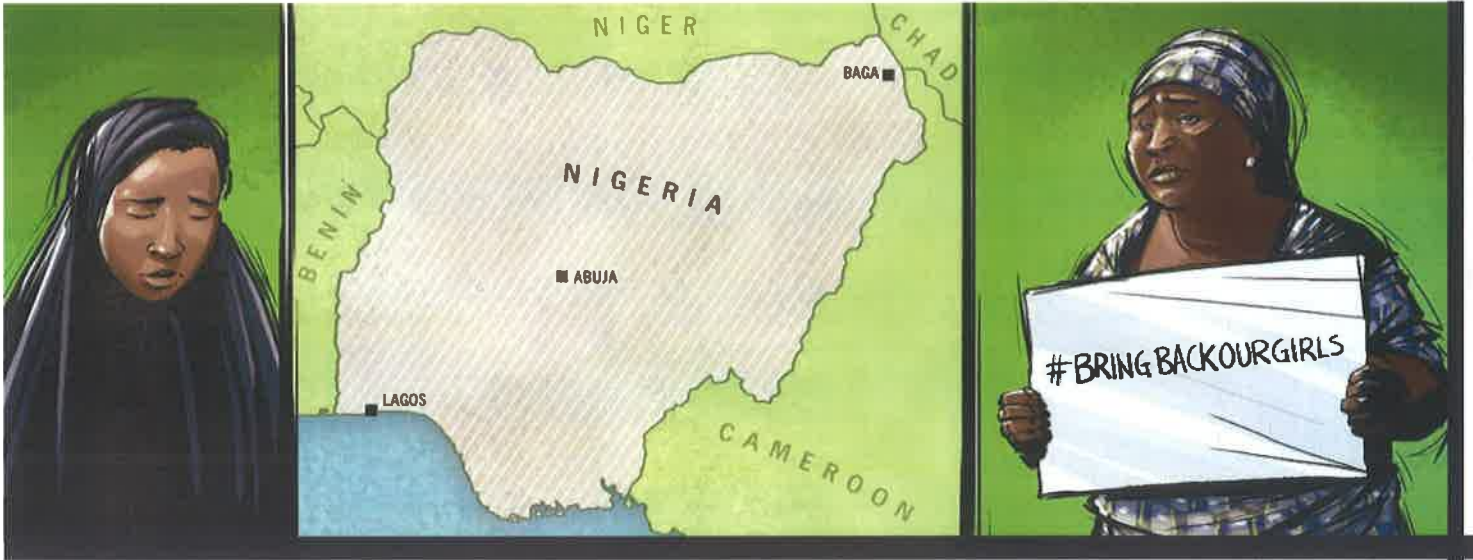 NIGER
CHAD
BAGA
NIGERIA
BENIN
ABUJA
LAGOS
CAMEROON
#BRINGBACKOURGIRLS